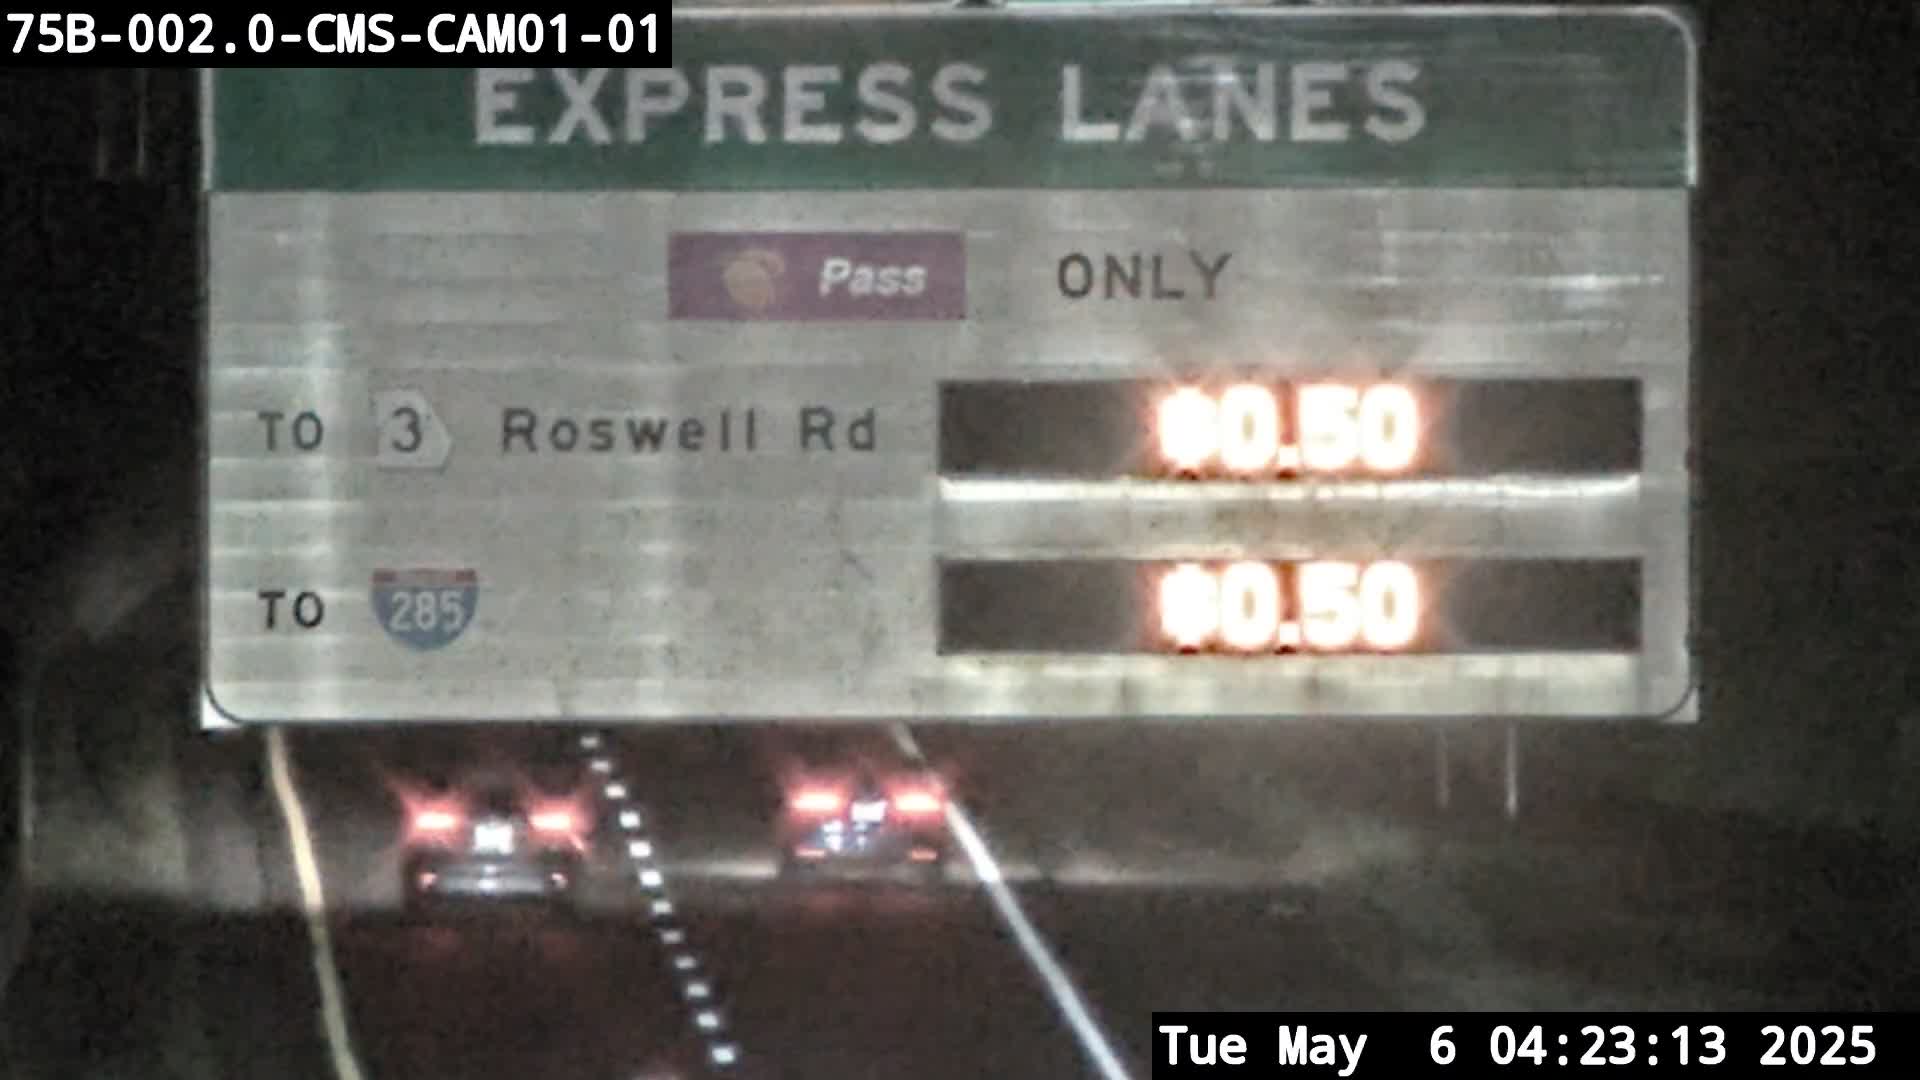 75B-002.0-CMS-CAM01-01
EXPRESS LANES
Pass ONLY
TO 3 Roswell Rd $0.50
TO 285 $0.50
Tue May 6 04:23:13 2025